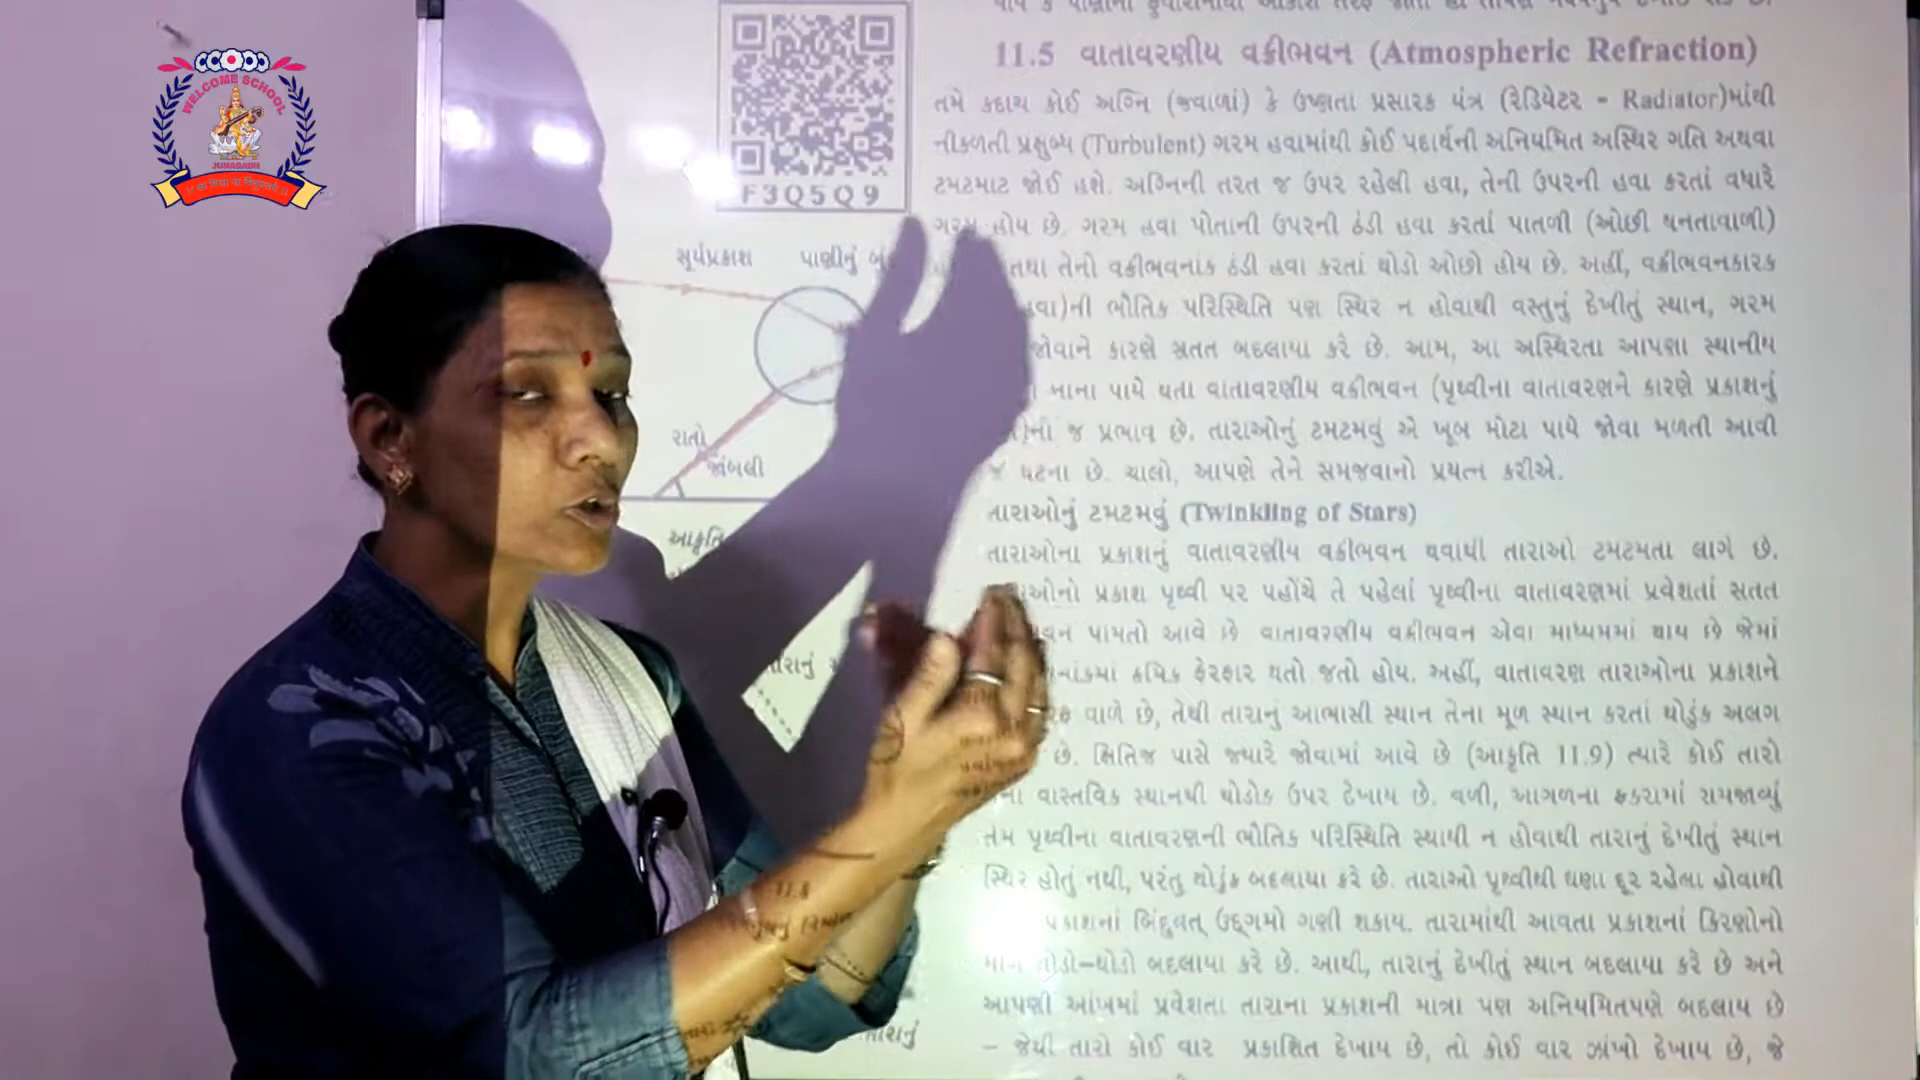 WELCOME SCHOOL
JUNAGADH
F3Q5Q9
સૂર્યપ્રકાશ પાણીનું
રાતો
જાંબલી
આકૃતિ
11.5 વાતાવરણીય વક્રીભવન (Atmospheric Refraction)
તમે કદાચ કોઈ અગ્નિ (જ્વાળાં) કે ઉષ્ણતા પ્રસારક યંત્ર (રેડિયેટર - Radiator)માંથી
નીકળતી પ્રક્ષુબ્ધ (Turbulent) ગરમ હવામાંથી કોઈ પદાર્થની અનિયમિત અસ્થિર ગતિ અથવા
ટમટમાટ જોઈ હશે. અગ્નિની તરત જ ઉપર રહેલી હવા, તેની ઉપરની હવા કરતાં વધારે
ગરમ હોય છે. ગરમ હવા પોતાની ઉપરની ઠંડી હવા કરતાં પાતળી (ઓછી ઘનતાવાળી)
તથા તેનો વક્રીભવનાંક ઠંડી હવા કરતાં થોડો ઓછો હોય છે. અહીં, વક્રીભવનકારક
હવા)ની ભૌતિક પરિસ્થિતિ પણ સ્થિર ન હોવાથી વસ્તુનું દેખીતું સ્થાન, ગરમ
જોવાને કારણે સતત બદલાયા કરે છે. આમ, આ અસ્થિરતા આપણા સ્થાનીય
નાના પાયે થતા વાતાવરણીય વક્રીભવન (પૃથ્વીના વાતાવરણને કારણે પ્રકાશનું
જ પ્રભાવ છે. તારાઓનું ટમટમવું એ ખૂબ મોટા પાયે જોવા મળતી આવી
જ ઘટના છે. ચાલો, આપણે તેને સમજવાનો પ્રયત્ન કરીએ.
તારાઓનું ટમટમવું (Twinkling of Stars)
તારાઓના પ્રકાશનું વાતાવરણીય વક્રીભવન થવાથી તારાઓ ટમટમતા લાગે છે.
પ્રકાશ પૃથ્વી પર પહોંચે તે પહેલાં પૃથ્વીના વાતાવરણમાં પ્રવેશતાં સતત
પામતો આવે છે વાતાવરણીય વક્રીભવન એવા માધ્યમમાં થાય છે જેમાં
ક્રમિક ફેરફાર થતો જતો હોય. અહીં, વાતાવરણ તારાઓના પ્રકાશને
વાળે છે, તેથી તારાનું આભાસી સ્થાન તેના મૂળ સ્થાન કરતાં થોડુંક અલગ
છે. ક્ષિતિજ પાસે જ્યારે જોવામાં આવે છે (આકૃતિ 11.9) ત્યારે કોઈ તારો
વાસ્તવિક સ્થાનથી થોડોક ઉપર દેખાય છે. વળી, આગળના ફકરામાં સમજાવ્યું
તેમ પૃથ્વીના વાતાવરણની ભૌતિક પરિસ્થિતિ સ્થાયી ન હોવાથી તારાનું દેખીતું સ્થાન
સ્થિર હોતું નથી, પરંતુ થોડુંક બદલાયા કરે છે. તારાઓ પૃથ્વીથી ઘણા દૂર રહેલા હોવાથી
પ્રકાશનાં બિંદુવત્ ઉદ્ગમો ગણી શકાય. તારામાંથી આવતા પ્રકાશનાં કિરણોનો
થોડો-થોડો બદલાયા કરે છે. આથી, તારાનું દેખીતું સ્થાન બદલાયા કરે છે અને
આપણી આંખમાં પ્રવેશતા તારાના પ્રકાશની માત્રા પણ અનિયમિતપણે બદલાય છે
- જેથી તારો કોઈ વાર પ્રકાશિત દેખાય છે, તો કોઈ વાર ઝાંખો દેખાય છે, જે